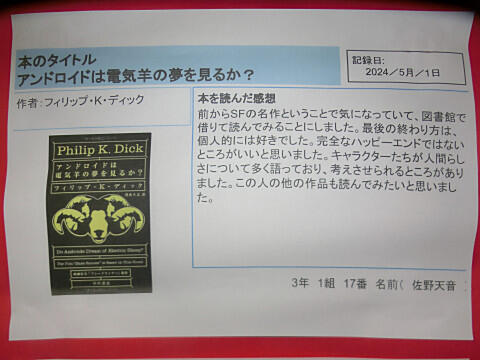 本のタイトル
アンドロイドは電気羊の夢を見るか？
記録日:
2024／5月／1日
作者：フィリップ・K・ディック
Philip K. Dick
アンドロイドは
電気羊の夢を見るか？
フィリップ・K・ディック
Do Androids Dream of Electric Sheep?
本を読んだ感想
前からSFの名作ということで気になっていて、図書館で
借りて読んでみることにしました。最後の終わり方は、
個人的には好きでした。完全なハッピーエンドではない
ところがいいと思いました。キャラクターたちが人間らし
さについて多く語っており、考えさせられるところがあり
ました。この人の他の作品も読んでみたいと思いまし
た。
3年 1組 17番 名前( 佐野天音